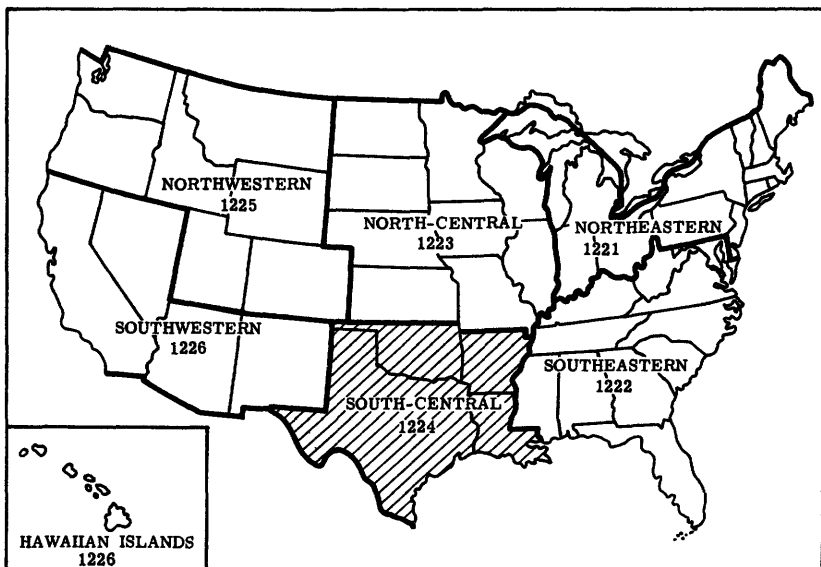 NORTHWESTERN
1225
NORTH-CENTRAL
1223
NORTHEASTERN
1221
SOUTHWESTERN
1226
SOUTHEASTERN
1222
SOUTH-CENTRAL
1224
HAWAIIAN ISLANDS
1226